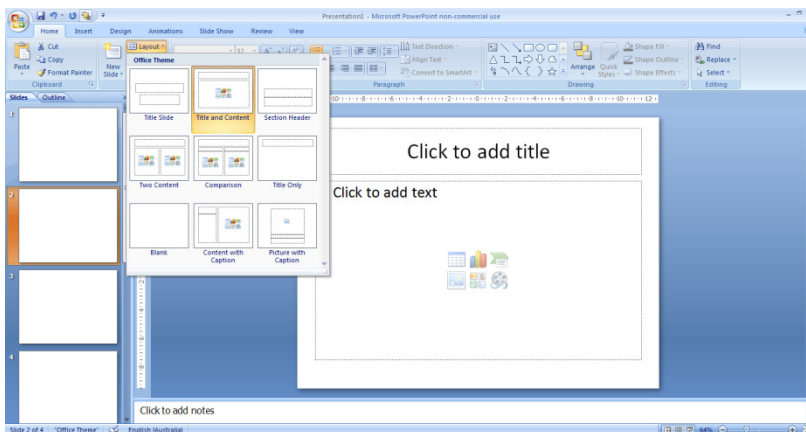 Presentation1 - Microsoft PowerPoint non-commercial use
Home Insert Design Animations Slide Show Review View
Cut
Copy
Format Painter
Paste
Clipboard
New
Slide
Layout
Text Direction
Align Text
Convert to SmartArt
Paragraph
Arrange
Quick
Styles
Shape Fill
Shape Outline
Shape Effects
Drawing
Find
Replace
Select
Editing
Slides Outline
Office Theme
Title Slide Title and Content Section Header
Two Content Comparison Title Only
Blank Content with Caption Picture with Caption
1
2
3
4
Click to add title
Click to add text
Click to add notes
Slide 2 of 4 "Office Theme" English (Australia) 64%